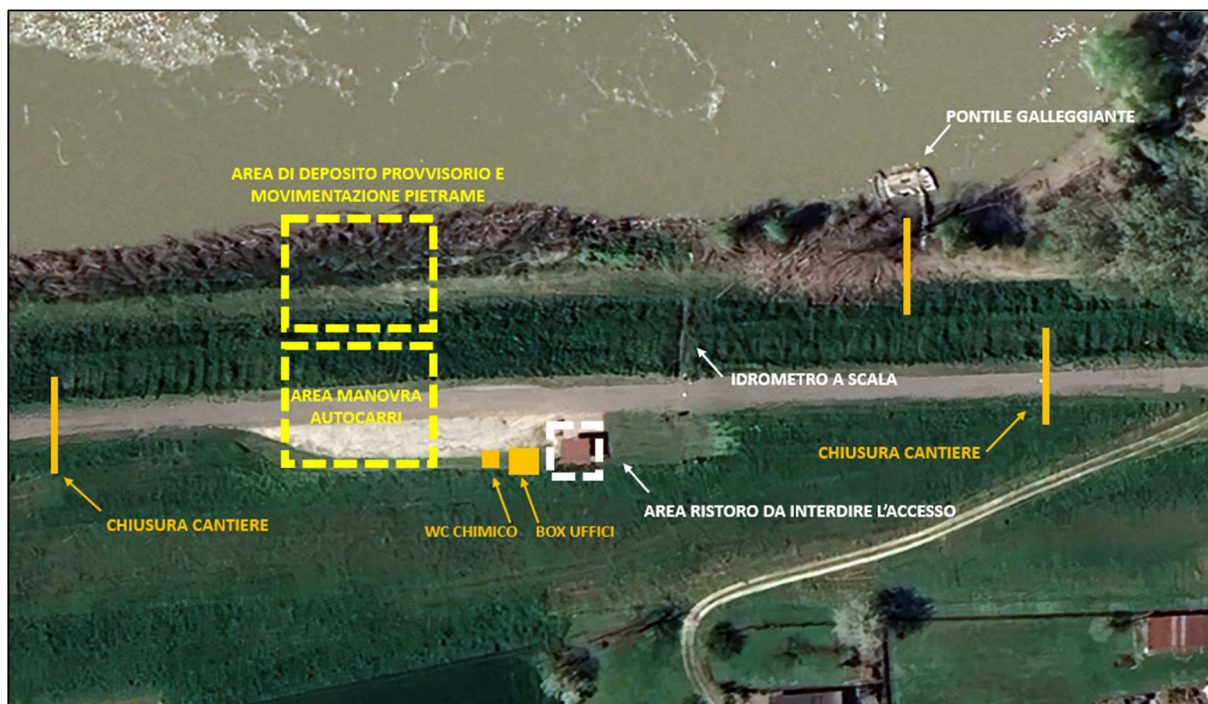 PONTILE GALLEGGIANTE
AREA DI DEPOSITO PROVVISORIO E
MOVIMENTAZIONE PIETRAME
IDROMETRO A SCALA
AREA MANOVRA
AUTOCARRI
CHIUSURA CANTIERE
AREA RISTORO DA INTERDIRE L'ACCESSO
CHIUSURA CANTIERE
WC CHIMICO
BOX UFFICI